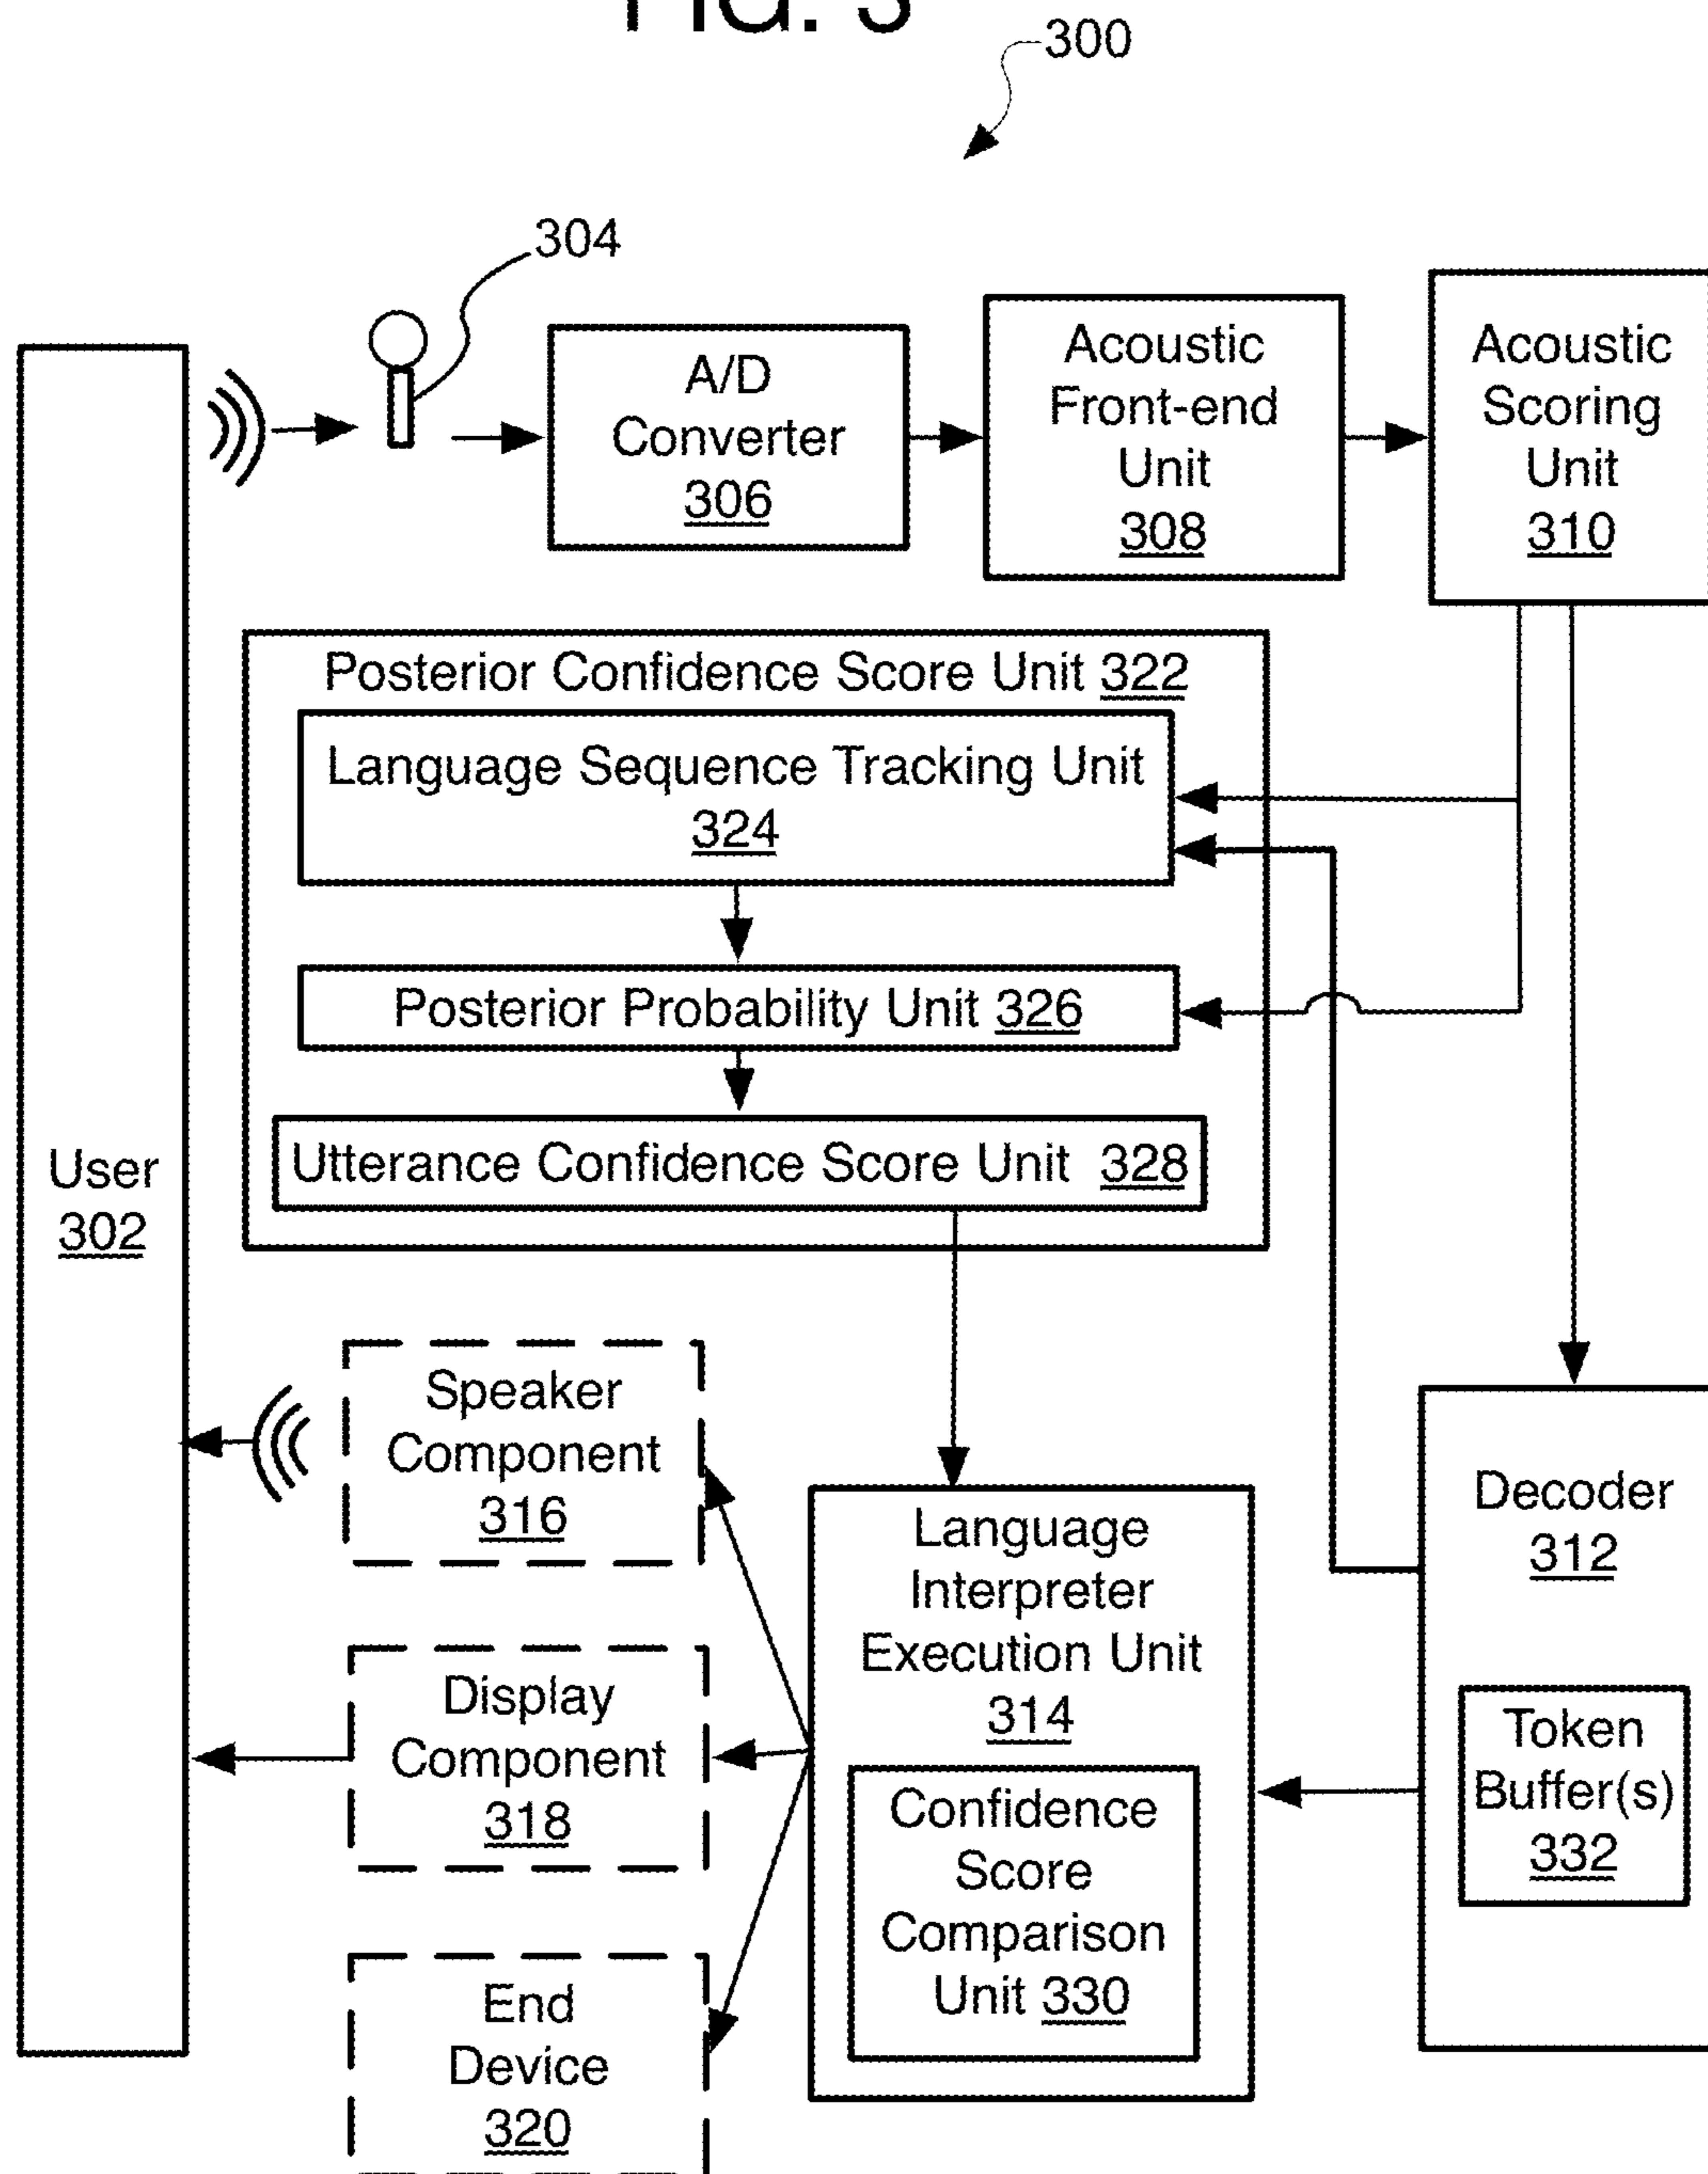 FIG. 3
300
304
A/D
Converter
306
Acoustic
Front-end
Unit
308
Acoustic
Scoring
Unit
310
Posterior Confidence Score Unit 322
Language Sequence Tracking Unit
324
Posterior Probability Unit 326
Utterance Confidence Score Unit 328
User
302
Speaker
Component
316
Display
Component
318
End
Device
320
Language
Interpreter
Execution Unit
314
Confidence
Score
Comparison
Unit 330
Decoder
312
Token
Buffer(s)
332